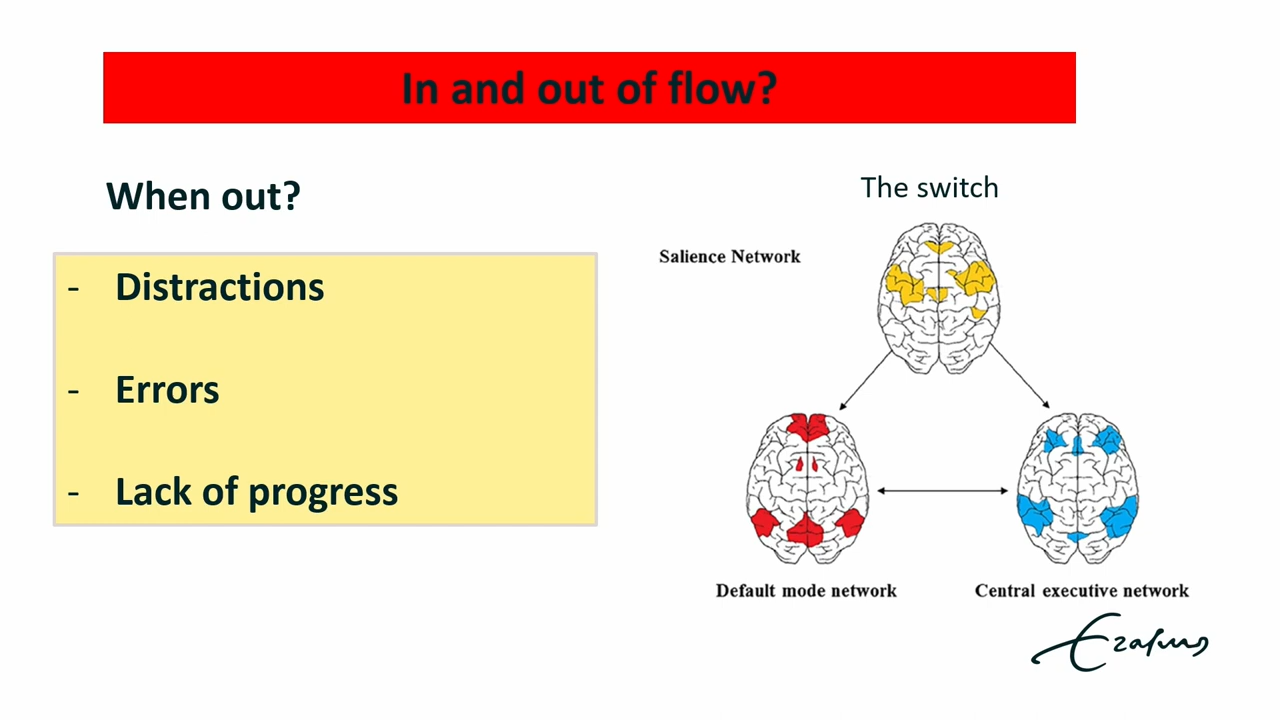 In and out of flow?
When out?
- Distractions
- Errors
- Lack of progress
The switch
Salience Network
Default mode network
Central executive network
Erasmus